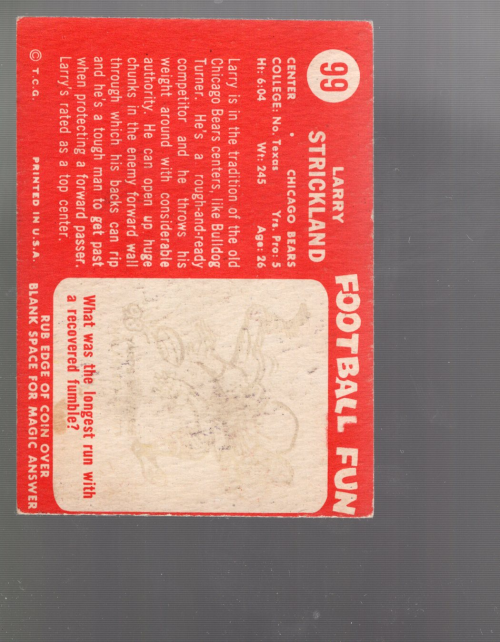 99
LARRY
STRICKLAND
CENTER • CHICAGO BEARS
COLLEGE: No. Texas Yrs. Pro: 5
Ht: 6:04 Wt: 245 Age: 26
Larry is in the tradition of the old
Chicago Bears centers, like Bulldog
Turner. He's a rough-and-ready
competitor and he throws his
weight around with considerable
authority. He can open up huge
chunks in the enemy forward wall
through which his backs can rip
and he's a tough man to get past
when protecting a forward passer.
Larry's rated as a top center.
© T.C.G. PRINTED IN U.S.A.
FOOTBALL FUN
What was the longest run with
a recovered fumble?
RUB EDGE OF COIN OVER
BLANK SPACE FOR MAGIC ANSWER